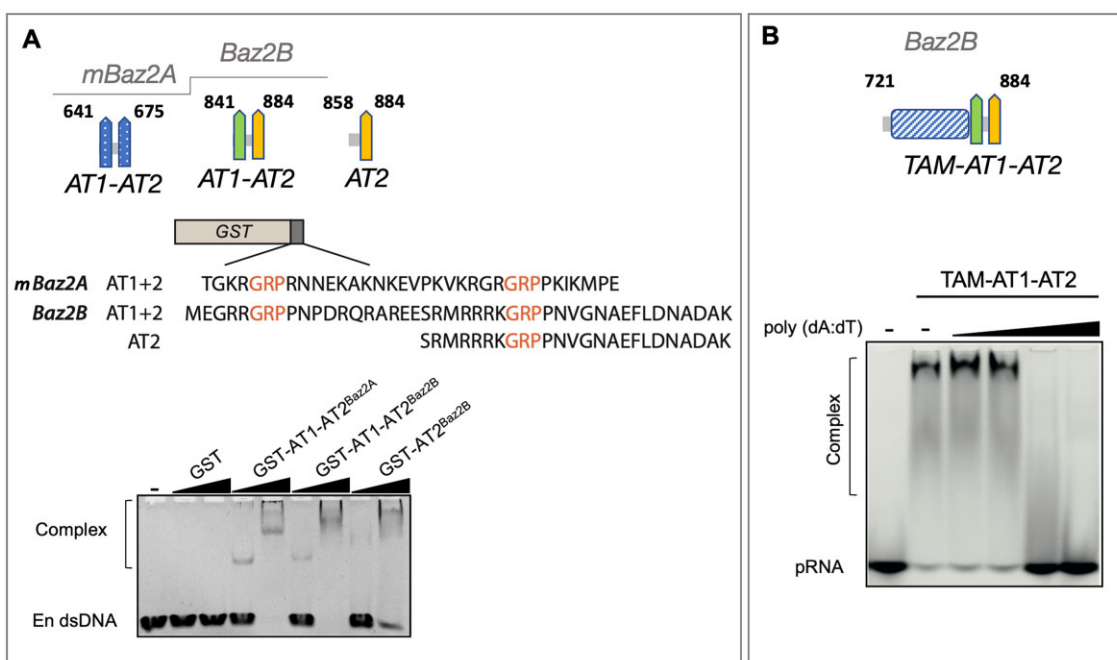 A
mBaz2A
Baz2B
641 675
841 884
858 884
AT1-AT2
AT1-AT2
AT2
GST
mBaz2A AT1+2 TGKRGRPRNNEKAKNKEVPKVKRGRGRPPKIKMPE
Baz2B AT1+2 MEGRRGRPPNPDRQRAREESRMRRRKGRPPNVGNAEFLDNADAK
AT2 SRMRRRKGRPPNVGNAEFLDNADAK
- GST GST-AT1-AT2Baz2A GST-AT1-AT2Baz2B GST-AT2Baz2B
Complex
En dsDNA
B
Baz2B
721 884
TAM-AT1-AT2
TAM-AT1-AT2
poly (dA:dT) - -
Complex
pRNA